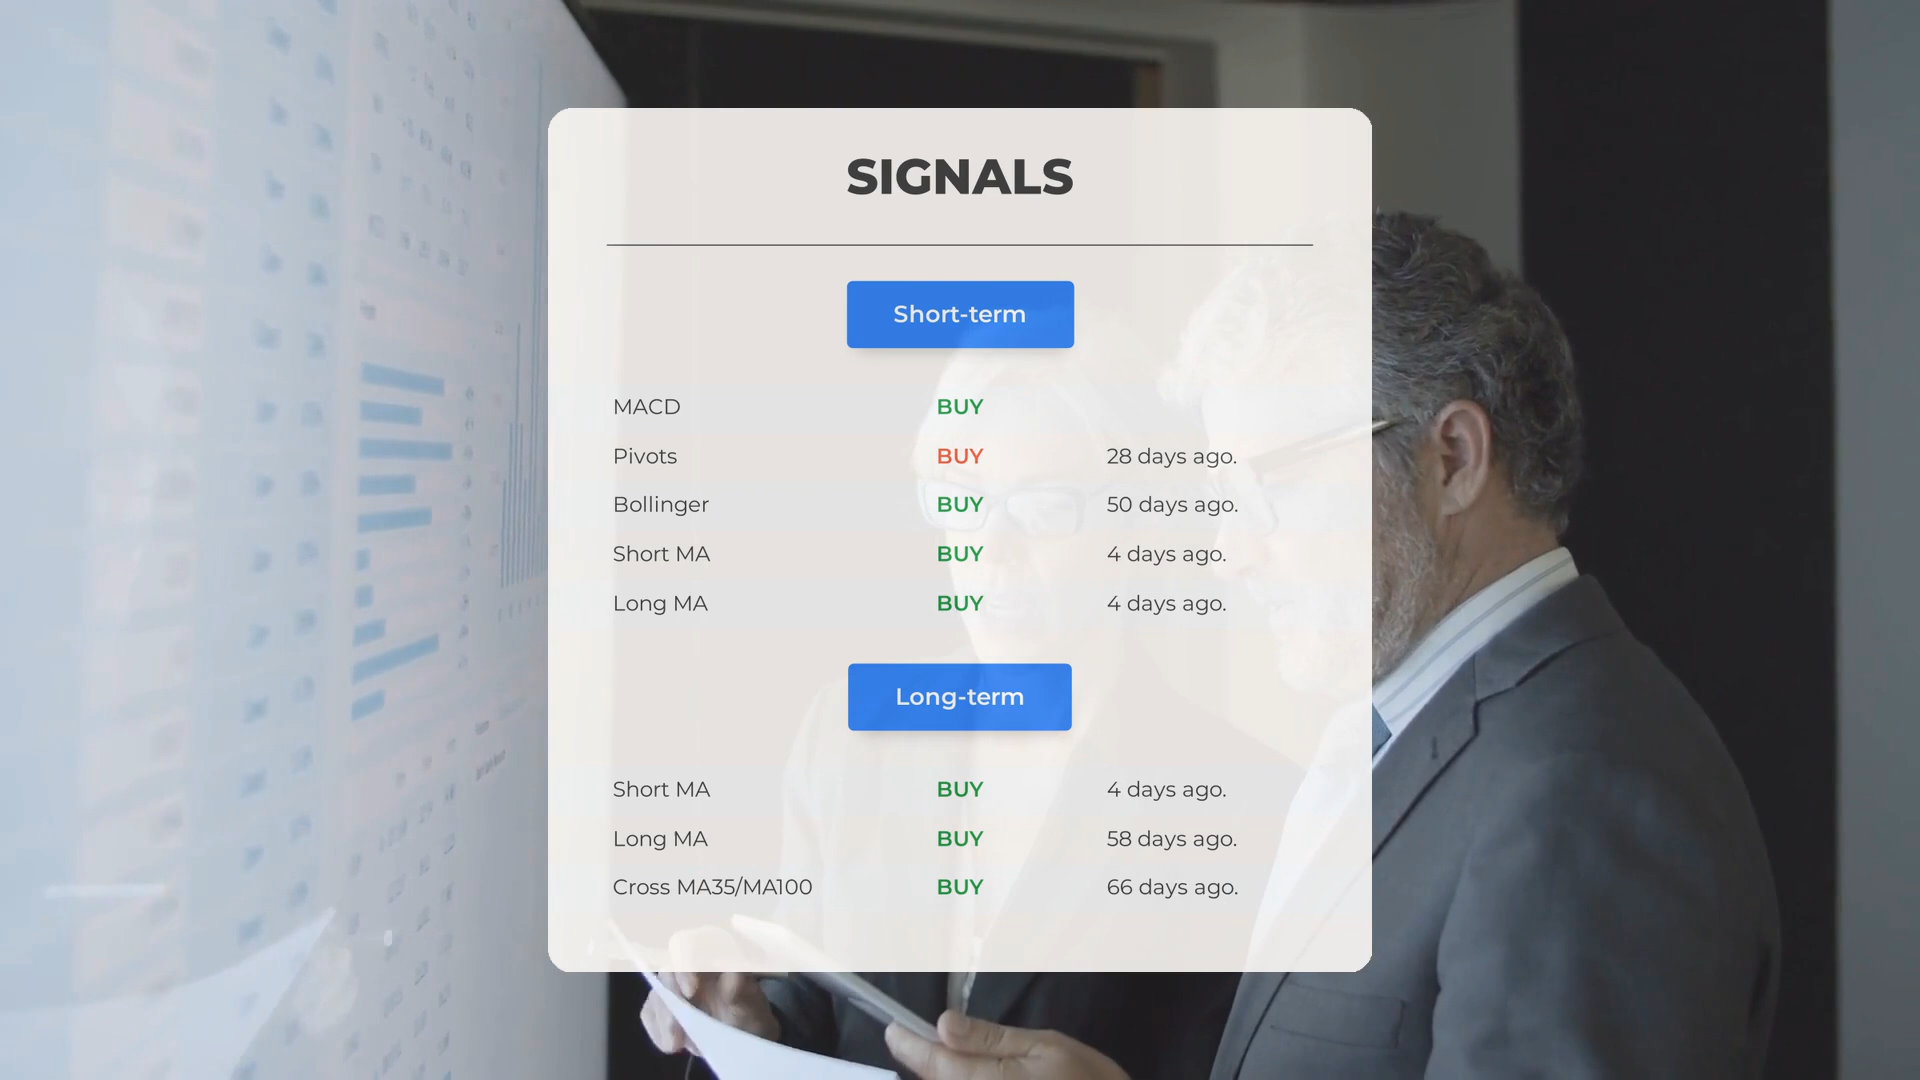 SIGNALS
Short-term
MACD BUY
Pivots BUY 28 days ago.
Bollinger BUY 50 days ago.
Short MA BUY 4 days ago.
Long MA BUY 4 days ago.
Long-term
Short MA BUY 4 days ago.
Long MA BUY 58 days ago.
Cross MA35/MA100 BUY 66 days ago.